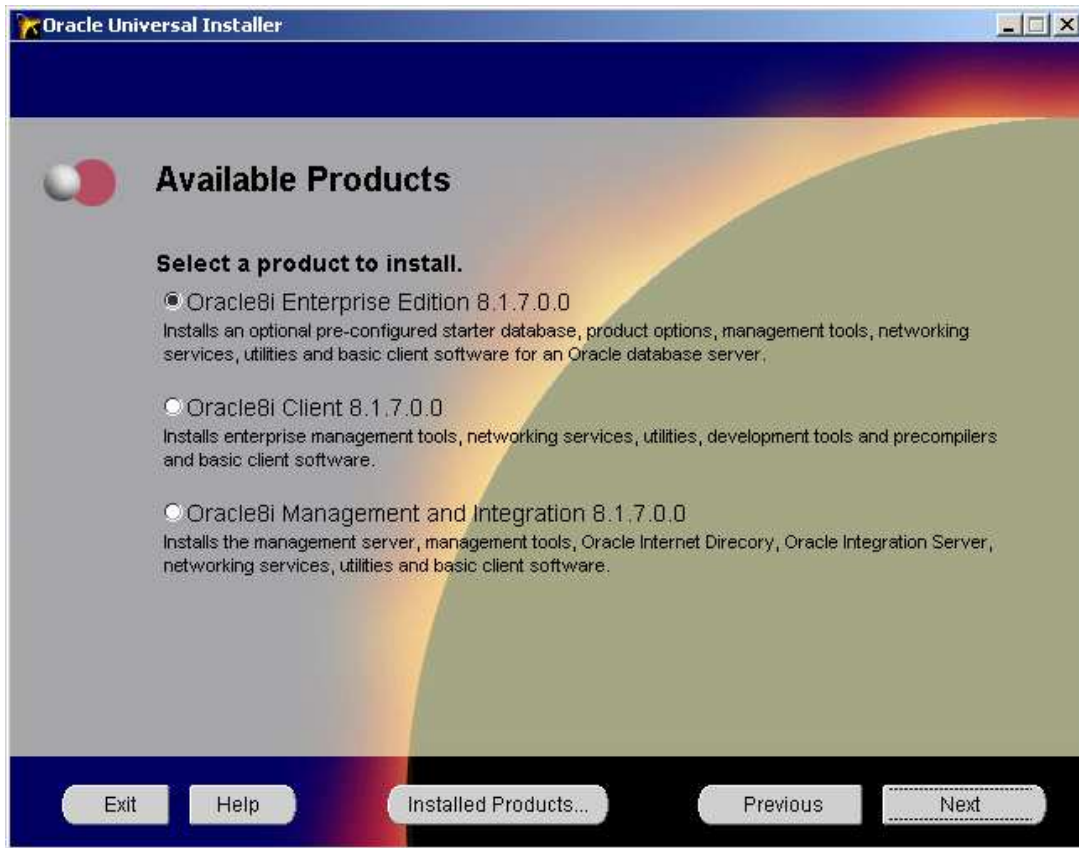 Oracle Universal Installer
Available Products
Select a product to install.
Oracle8i Enterprise Edition 8.1.7.0.0
Installs an optional pre-configured starter database, product options, management tools, networking
services, utilities and basic client software for an Oracle database server.
Oracle8i Client 8.1.7.0.0
Installs enterprise management tools, networking services, utilities, development tools and precompilers
and basic client software.
Oracle8i Management and Integration 8.1.7.0.0
Installs the management server, management tools, Oracle Internet Direcory, Oracle Integration Server,
networking services, utilities and basic client software.
Exit Help Installed Products... Previous Next